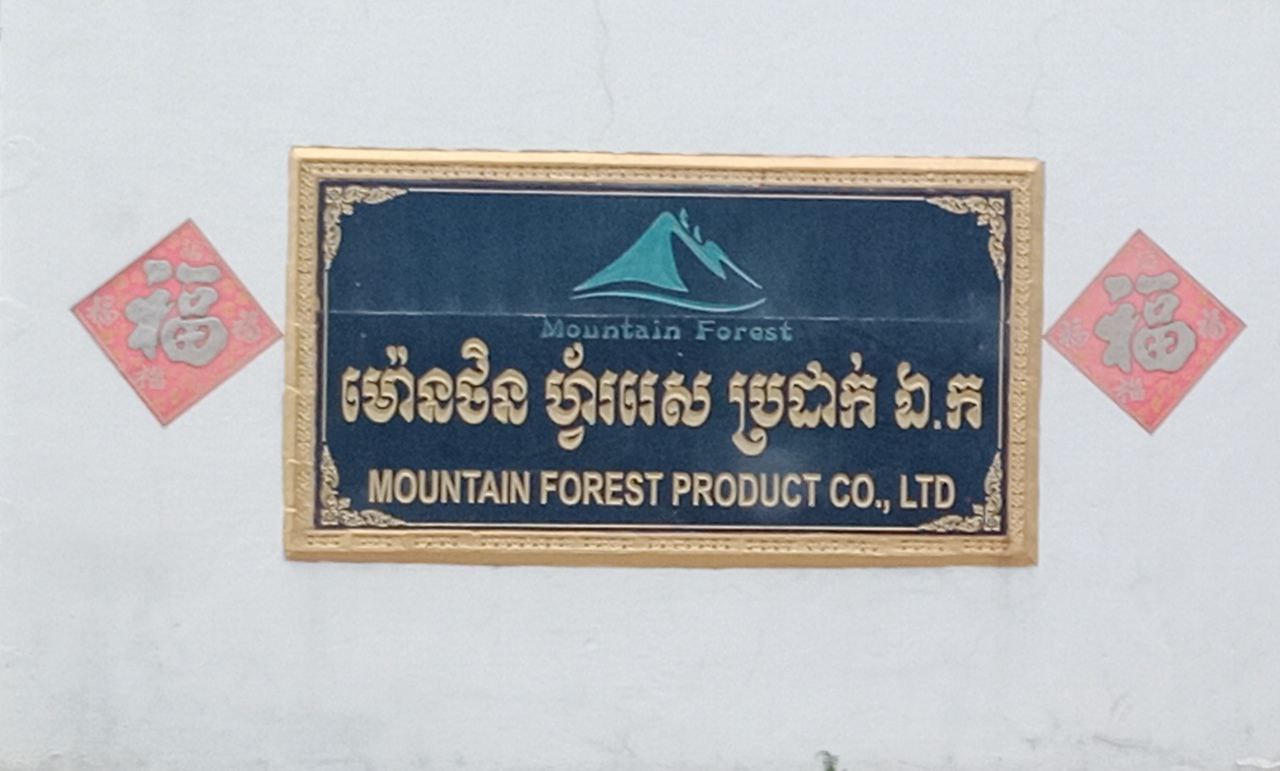 Mountain Forest
ម៉ោនថិន ហ្វ័ររេស ប្រដាក់ ឯ.ក
MOUNTAIN FOREST PRODUCT CO., LTD
福
福